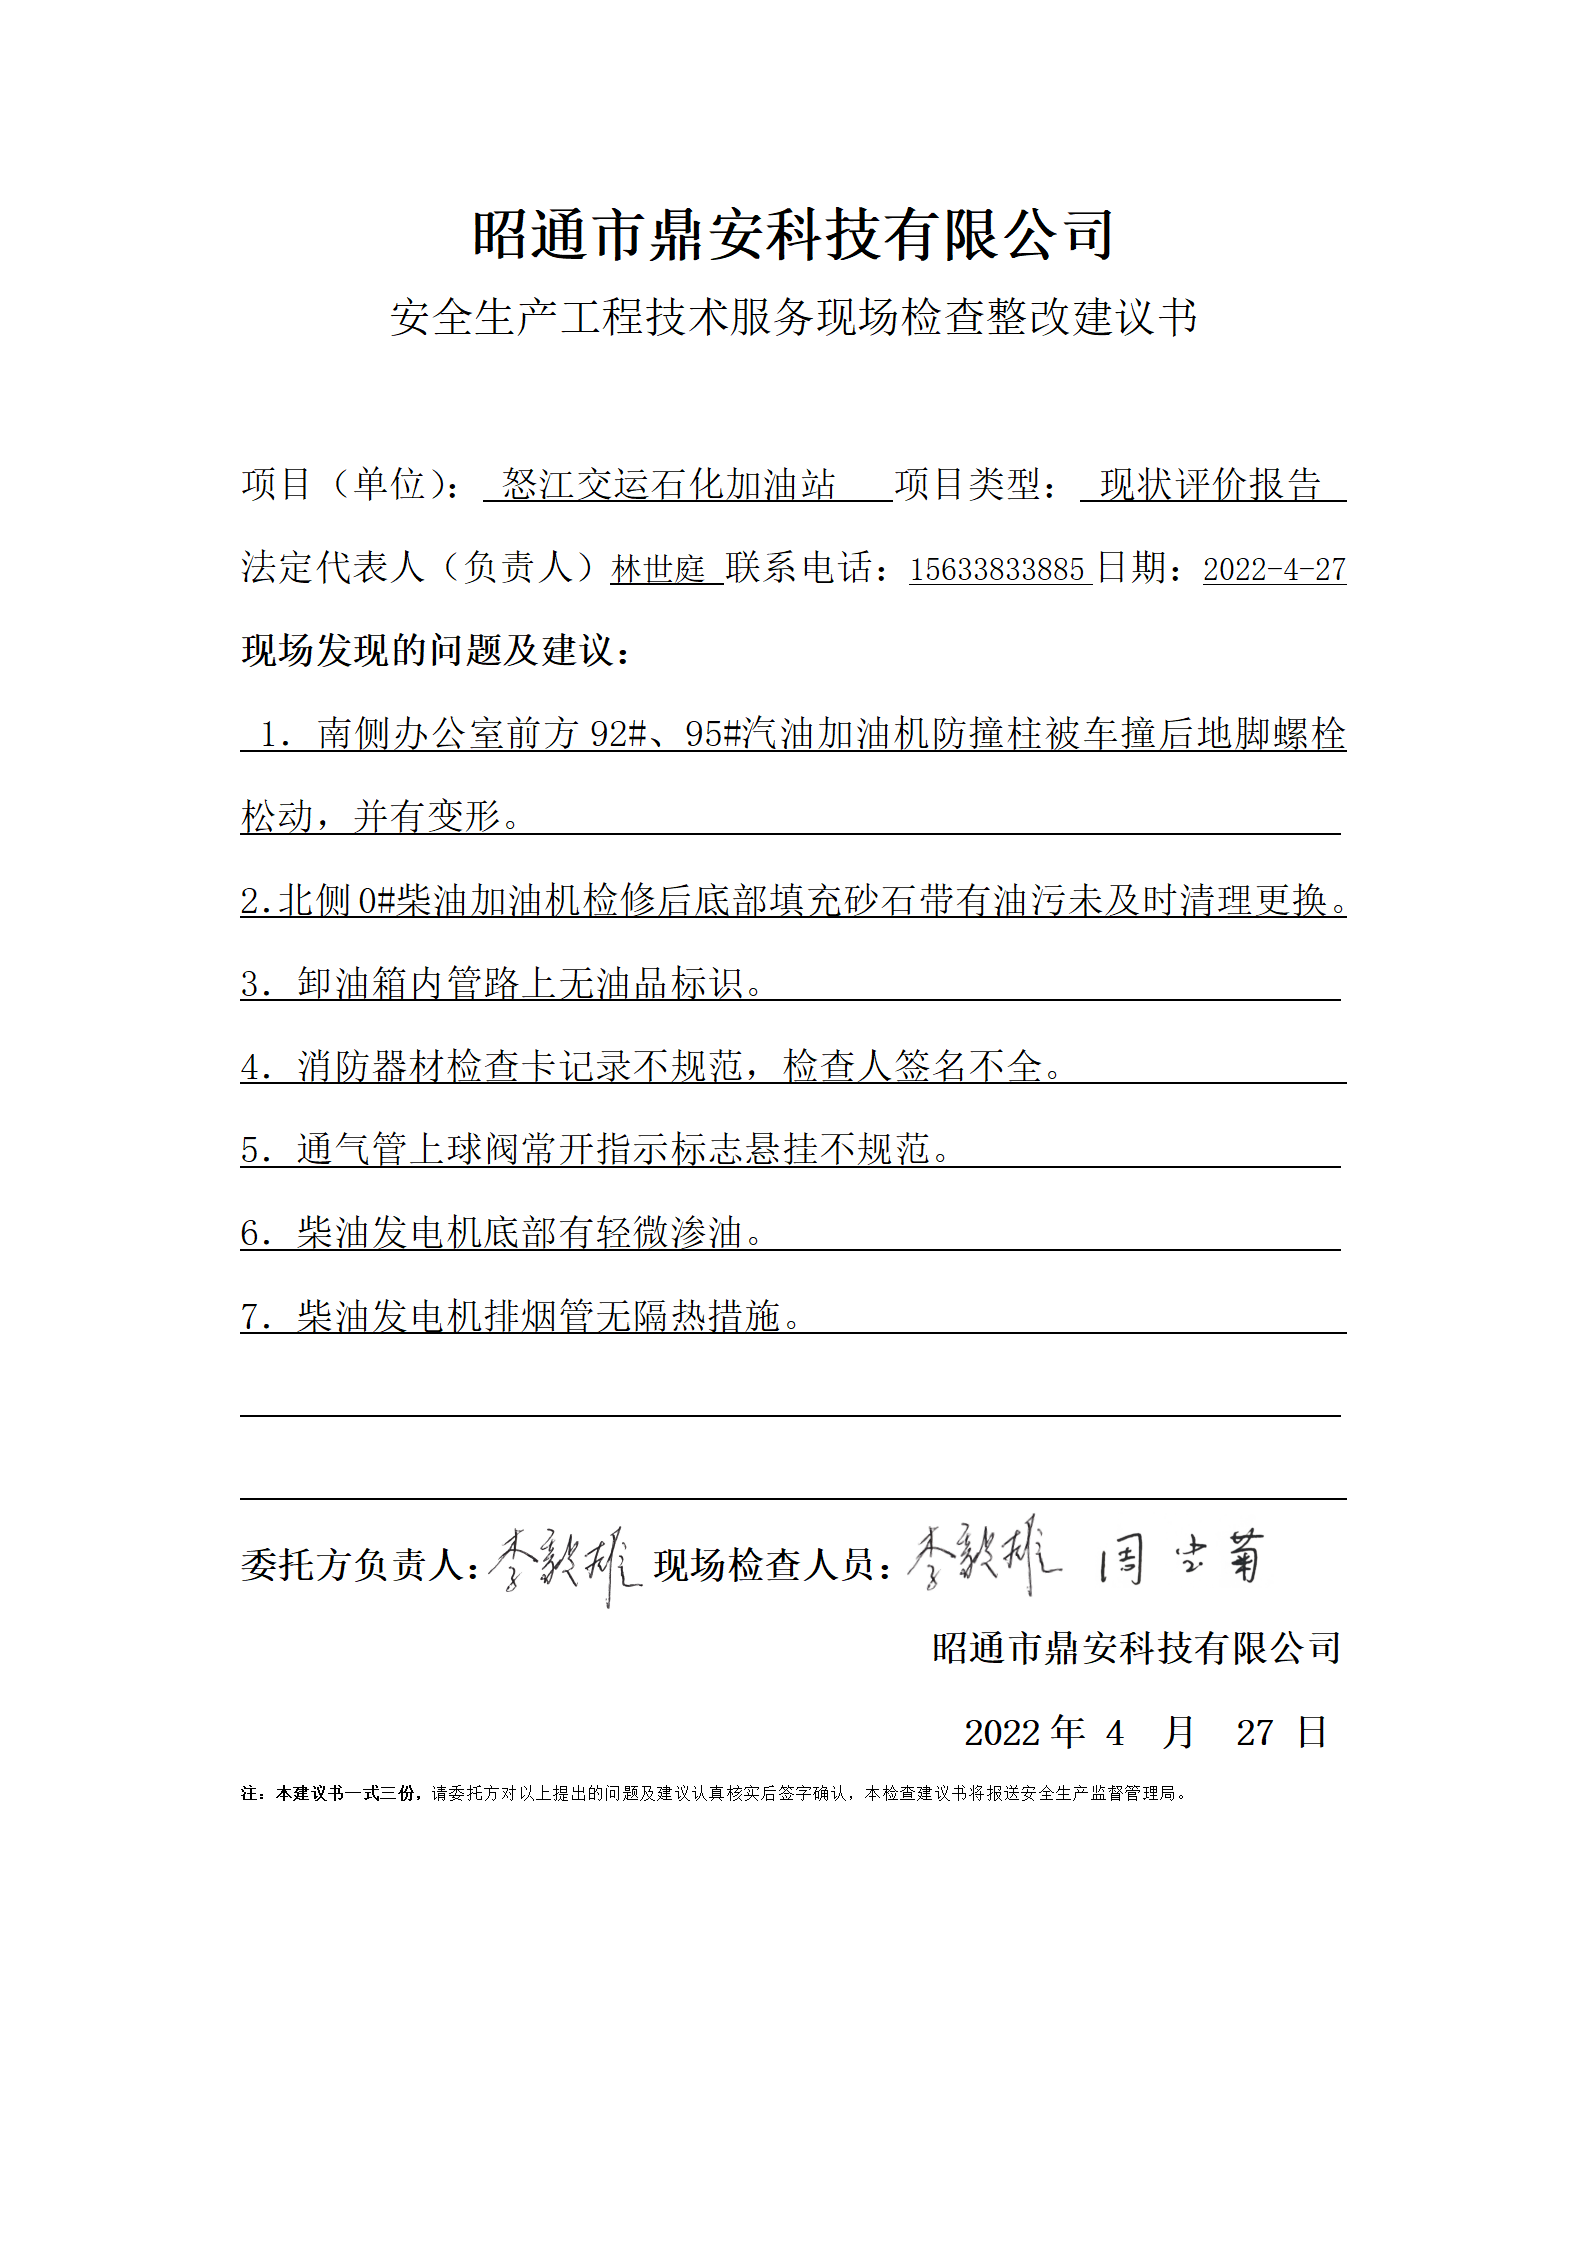 昭通市鼎安科技有限公司
安全生产工程技术服务现场检查整改建议书
项目（单位）： 怒江交运石化加油站 项目类型： 现状评价报告
法定代表人（负责人）林世庭 联系电话：15633833885 日期：2022-4-27
现场发现的问题及建议：
1. 南侧办公室前方 92#、95#汽油加油机防撞柱被车撞后地脚螺栓
松动，并有变形。
2.北侧 0#柴油加油机检修后底部填充砂石带有油污未及时清理更换。
3. 卸油箱内管路上无油品标识。
4. 消防器材检查卡记录不规范，检查人签名不全。
5. 通气管上球阀常开指示标志悬挂不规范。
6. 柴油发电机底部有轻微渗油。
7. 柴油发电机排烟管无隔热措施。
委托方负责人：李毅雄 现场检查人员：李毅雄 周 菊
昭通市鼎安科技有限公司
2022 年 4 月 27 日
注：本建议书一式三份，请委托方对以上提出的问题及建议认真核实后签字确认，本检查建议书将报送安全生产监督管理局。